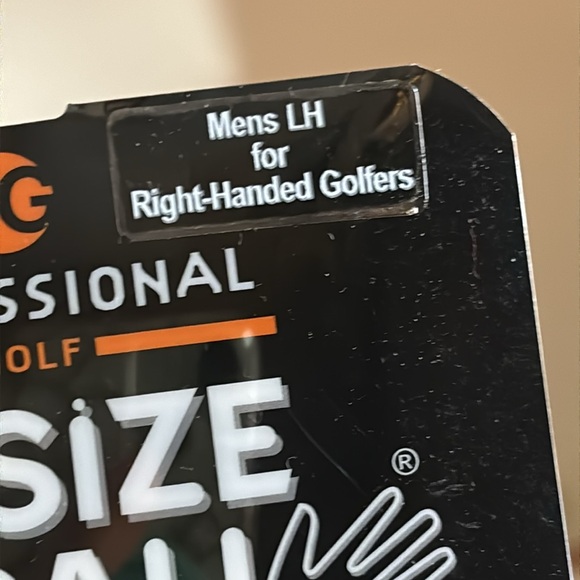 Mens LH
for
Right-Handed Golfers
G
SSIONAL
OLF
SiZE
®